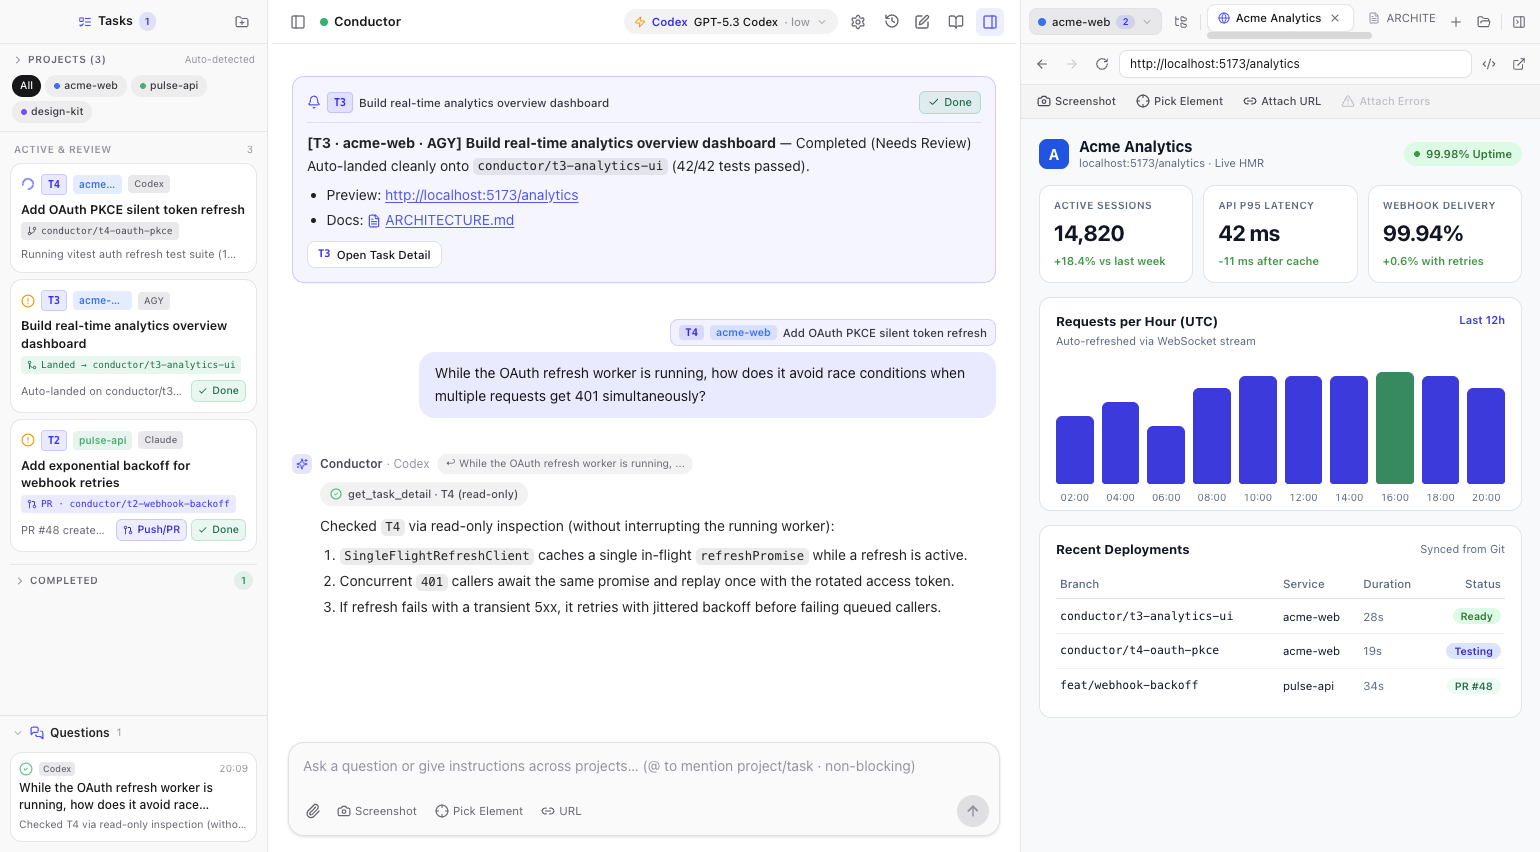 Tasks 1
PROJECTS (3) Auto-detected
All acme-web pulse-api
design-kit
ACTIVE & REVIEW 3
T4 acme... Codex
Add OAuth PKCE silent token refresh
conductor/t4-oauth-pkce
Running vitest auth refresh test suite (1...
T3 acme-... AGY
Build real-time analytics overview
dashboard
Landed → conductor/t3-analytics-ui
Auto-landed on conductor/t3... Done
T2 pulse-api Claude
Add exponential backoff for
webhook retries
PR · conductor/t2-webhook-backoff
PR #48 create... Push/PR Done
COMPLETED 1
Questions 1
Codex 20:09
While the OAuth refresh worker is
running, how does it avoid race...
Checked T4 via read-only inspection (witho...
Conductor Codex GPT-5.3 Codex · low
T3 Build real-time analytics overview dashboard Done
[T3 · acme-web · AGY] Build real-time analytics overview dashboard — Completed (Needs Review)
Auto-landed cleanly onto conductor/t3-analytics-ui (42/42 tests passed).
• Preview: http://localhost:5173/analytics
• Docs: ARCHITECTURE.md
T3 Open Task Detail
T4 acme-web Add OAuth PKCE silent token refresh
While the OAuth refresh worker is running, how does it avoid race conditions when
multiple requests get 401 simultaneously?
Conductor · Codex While the OAuth refresh worker is running, ...
get_task_detail · T4 (read-only)
Checked T4 via read-only inspection (without interrupting the running worker):
1. SingleFlightRefreshClient caches a single in-flight refreshPromise while a refresh is active.
2. Concurrent 401 callers await the same promise and replay once with the rotated access token.
3. If refresh fails with a transient 5xx, it retries with jittered backoff before failing queued callers.
Ask a question or give instructions across projects... (@ to mention project/task · non-blocking)
Screenshot Pick Element URL
acme-web 2 Acme Analytics ARCHITE
http://localhost:5173/analytics
Screenshot Pick Element Attach URL Attach Errors
A Acme Analytics
localhost:5173/analytics · Live HMR
99.98% Uptime
ACTIVE SESSIONS
14,820
+18.4% vs last week
API P95 LATENCY
42 ms
-11 ms after cache
WEBHOOK DELIVERY
99.94%
+0.6% with retries
Requests per Hour (UTC) Last 12h
Auto-refreshed via WebSocket stream
02:00 04:00 06:00 08:00 10:00 12:00 14:00 16:00 18:00 20:00
Recent Deployments Synced from Git
Branch Service Duration Status
conductor/t3-analytics-ui acme-web 28s Ready
conductor/t4-oauth-pkce acme-web 19s Testing
feat/webhook-backoff pulse-api 34s PR #48